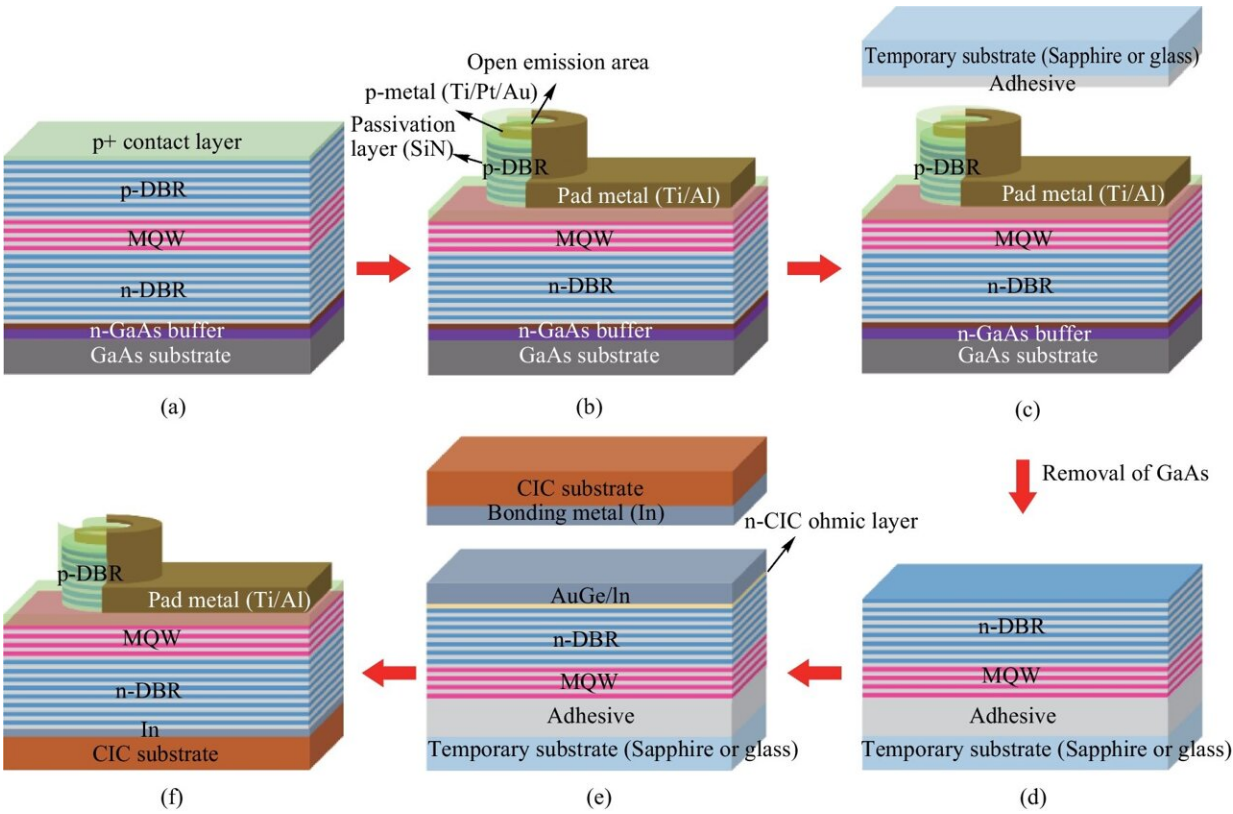 p+ contact layer
p-DBR
MQW
n-DBR
n-GaAs buffer
GaAs substrate
(a)
Open emission area
p-metal (Ti/Pt/Au)
Passivation
layer (SiN)
p-DBR
Pad metal (Ti/Al)
MQW
n-DBR
n-GaAs buffer
GaAs substrate
(b)
Temporary substrate (Sapphire or glass)
Adhesive
p-DBR
Pad metal (Ti/Al)
MQW
n-DBR
n-GaAs buffer
GaAs substrate
(c)
Removal of GaAs
n-DBR
MQW
Adhesive
Temporary substrate (Sapphire or glass)
(d)
CIC substrate
Bonding metal (In)
n-CIC ohmic layer
AuGe/ln
n-DBR
MQW
Adhesive
Temporary substrate (Sapphire or glass)
(e)
p-DBR
Pad metal (Ti/Al)
MQW
n-DBR
In
CIC substrate
(f)